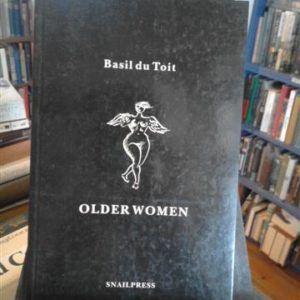 Basil du Toit
OLDER WOMEN
SNAILPRESS